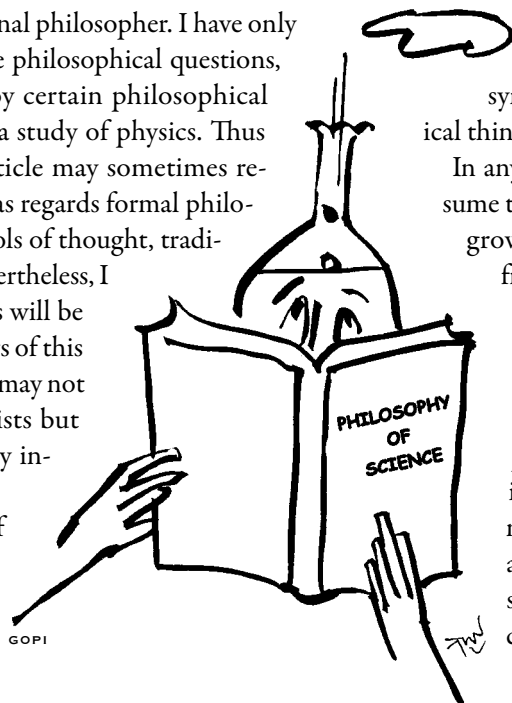 nal philosopher. I have only
e philosophical questions,
by certain philosophical
a study of physics. Thus
ticle may sometimes re-
as regards formal philo-
ols of thought, tradi-
ertheless, I
s will be
rs of this
may not
ists but
y in-
f
GOPI
PHILOSOPHY
OF
SCIENCE
ical thin
In any
sume t
grov
a
s